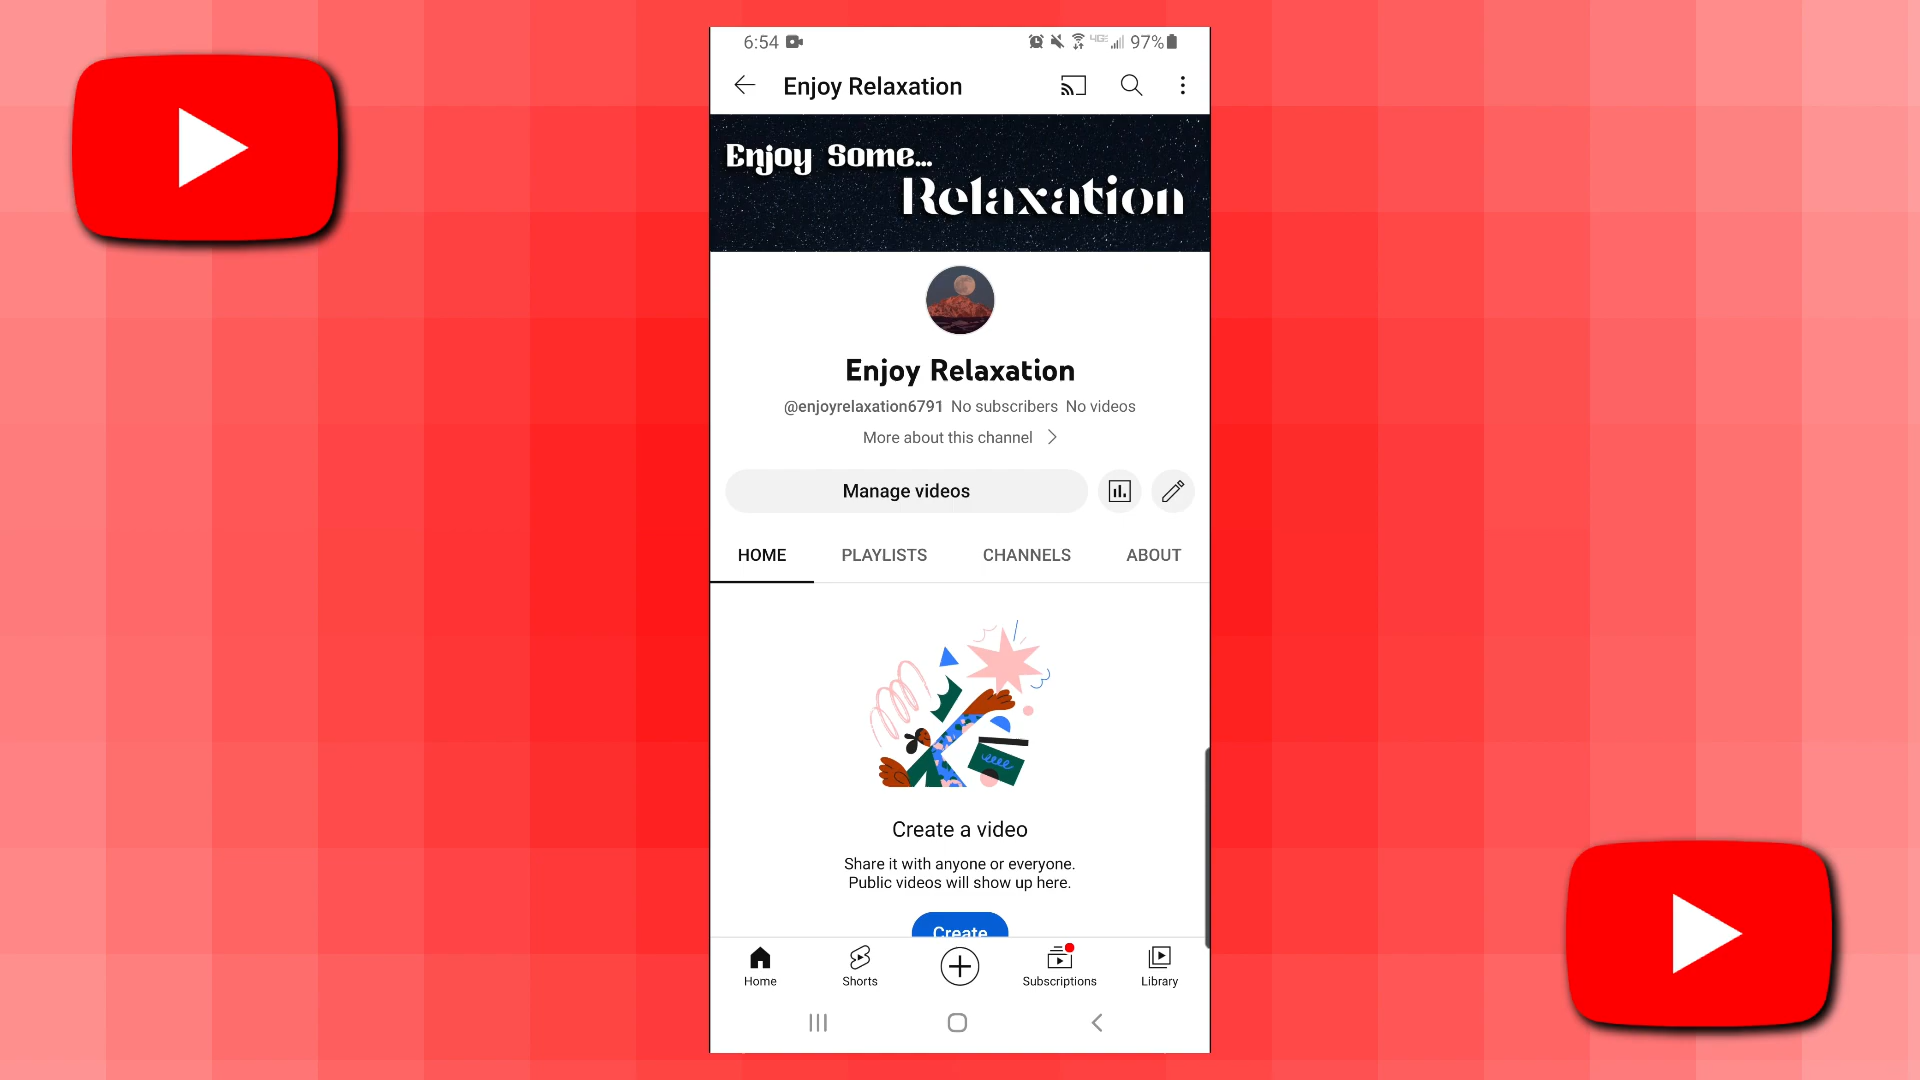 6:54
97%
Enjoy Relaxation
Enjoy Some...
Relaxation
Enjoy Relaxation
@enjoyrelaxation6791 No subscribers No videos
More about this channel
Manage videos
HOME PLAYLISTS CHANNELS ABOUT
Create a video
Share it with anyone or everyone.
Public videos will show up here.
Create
Home Shorts Subscriptions Library